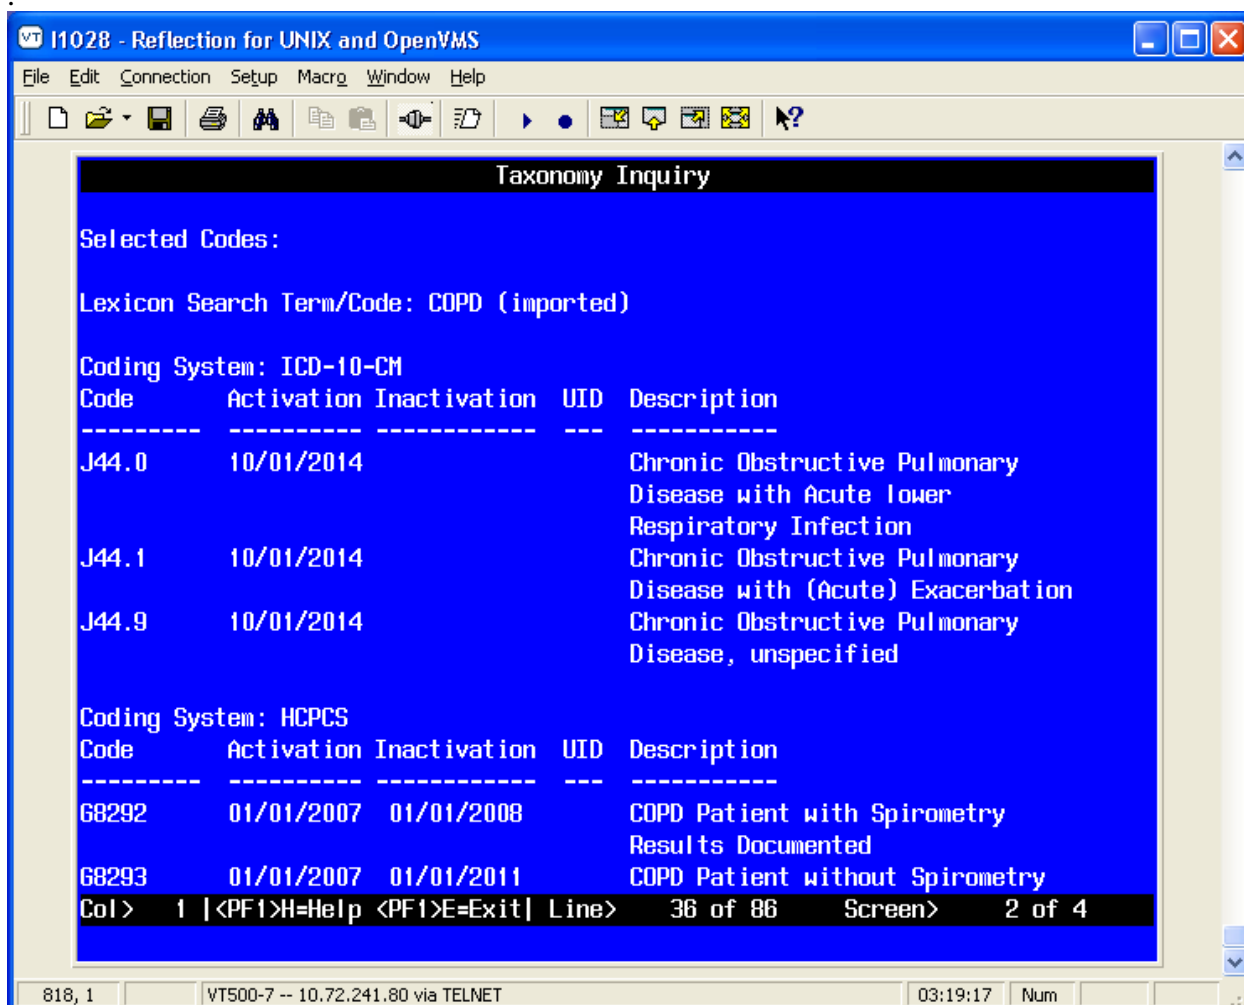 .
VT I1028 - Reflection for UNIX and OpenVMS
File Edit Connection Setup Macro Window Help
Taxonomy Inquiry
Selected Codes:
Lexicon Search Term/Code: COPD (imported)
Coding System: ICD-10-CM
Code Activation Inactivation UID Description
--------- ---------- ------------ --- -----------
J44.0 10/01/2014 Chronic Obstructive Pulmonary
Disease with Acute lower
Respiratory Infection
J44.1 10/01/2014 Chronic Obstructive Pulmonary
Disease with (Acute) Exacerbation
J44.9 10/01/2014 Chronic Obstructive Pulmonary
Disease, unspecified
Coding System: HCPCS
Code Activation Inactivation UID Description
--------- ---------- ------------ --- -----------
G8292 01/01/2007 01/01/2008 COPD Patient with Spirometry
Results Documented
G8293 01/01/2007 01/01/2011 COPD Patient without Spirometry
Col> 1 |<PF1>H=Help <PF1>E=Exit| Line> 36 of 86 Screen> 2 of 4
818, 1 VT500-7 -- 10.72.241.80 via TELNET 03:19:17 Num